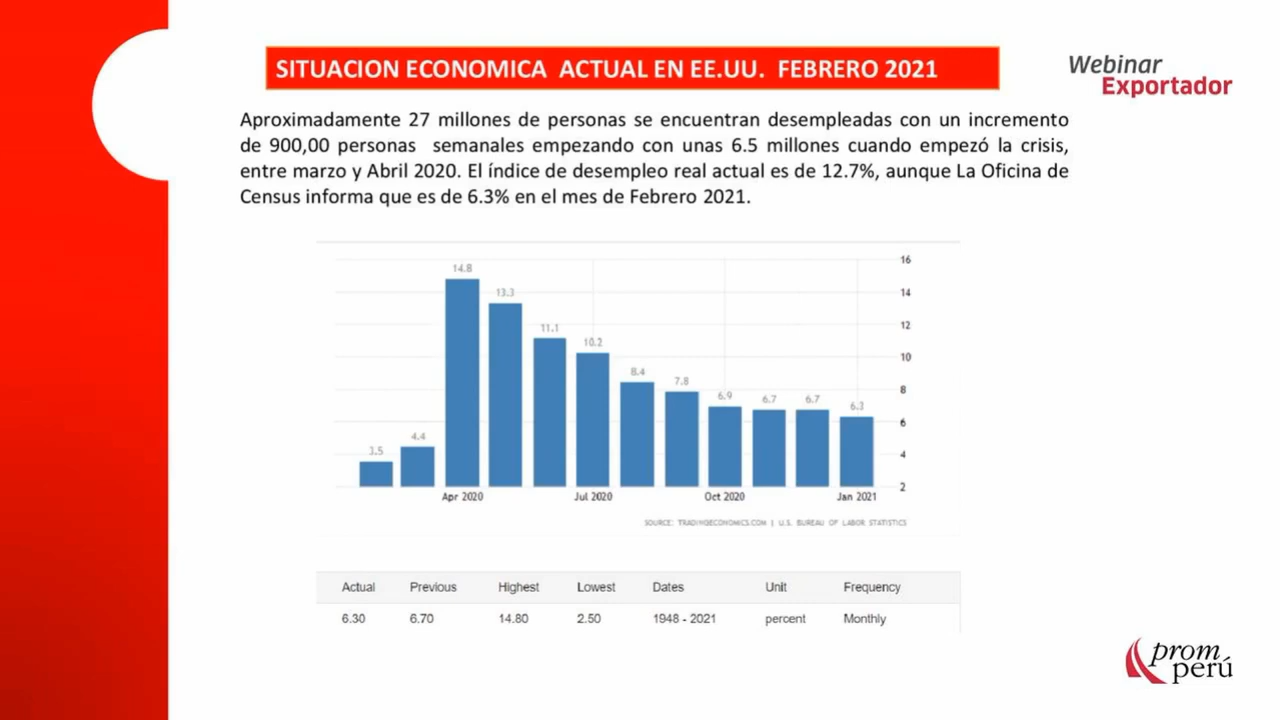 SITUACION ECONOMICA ACTUAL EN EE.UU. FEBRERO 2021
Webinar
Exportador
Aproximadamente 27 millones de personas se encuentran desempleadas con un incremento
de 900,00 personas semanales empezando con unas 6.5 millones cuando empezó la crisis,
entre marzo y Abril 2020. El índice de desempleo real actual es de 12.7%, aunque La Oficina de
Census informa que es de 6.3% en el mes de Febrero 2021.
16
14.8
14
13.3
12
11.1
10.2
10
8.4
8
7.8
6.9
6.7
6.7
6.3
6
4.4
4
3.5
2
Apr 2020 Jul 2020 Oct 2020 Jan 2021
SOURCE: TRADINGECONOMICS.COM | U.S. BUREAU OF LABOR STATISTICS
Actual Previous Highest Lowest Dates Unit Frequency
6.30 6.70 14.80 2.50 1948 - 2021 percent Monthly
prom
perú